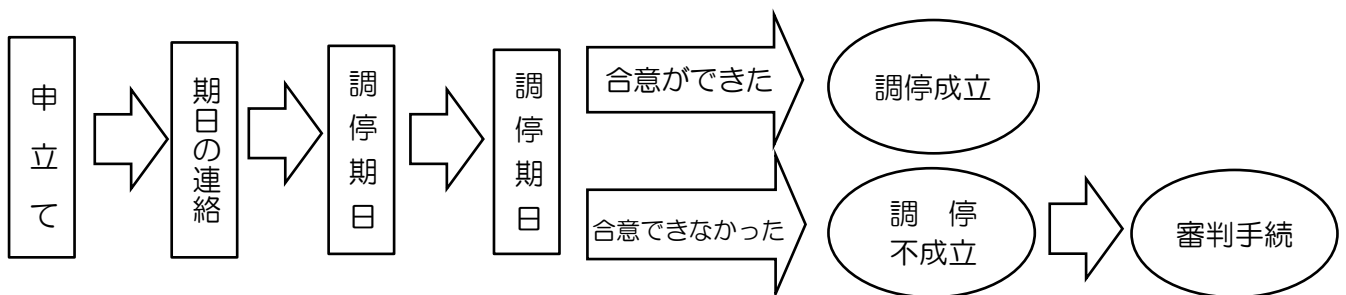 申立て
期日の連絡
調停期日
調停期日
合意ができた
調停成立
合意できなかった
調　停
不成立
審判手続